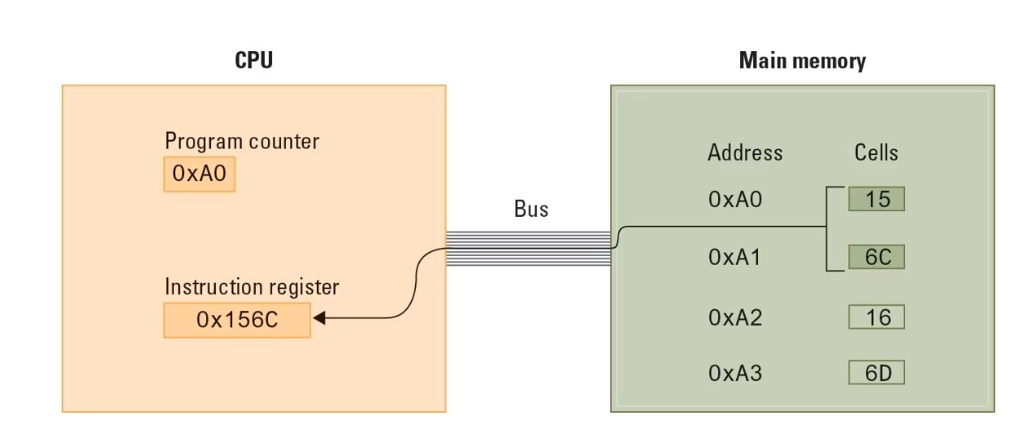 CPU
Program counter
0xA0
Instruction register
0x156C
Bus
Main memory
Address Cells
0xA0 15
0xA1 6C
0xA2 16
0xA3 6D